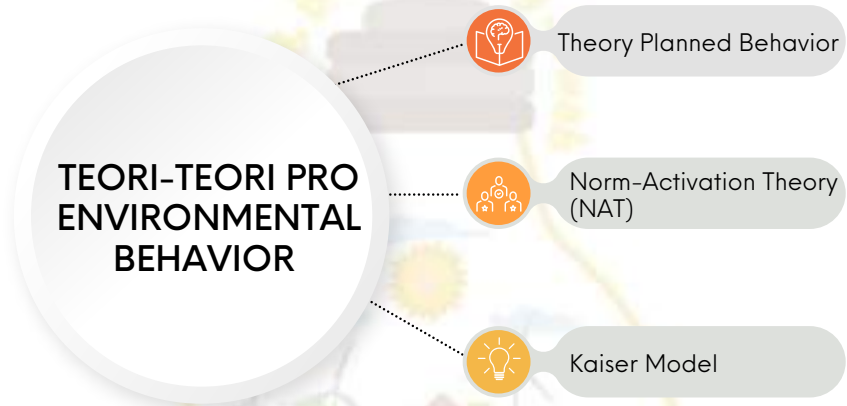 TEORI-TEORI PRO
ENVIRONMENTAL
BEHAVIOR
Theory Planned Behavior
Norm-Activation Theory
(NAT)
Kaiser Model